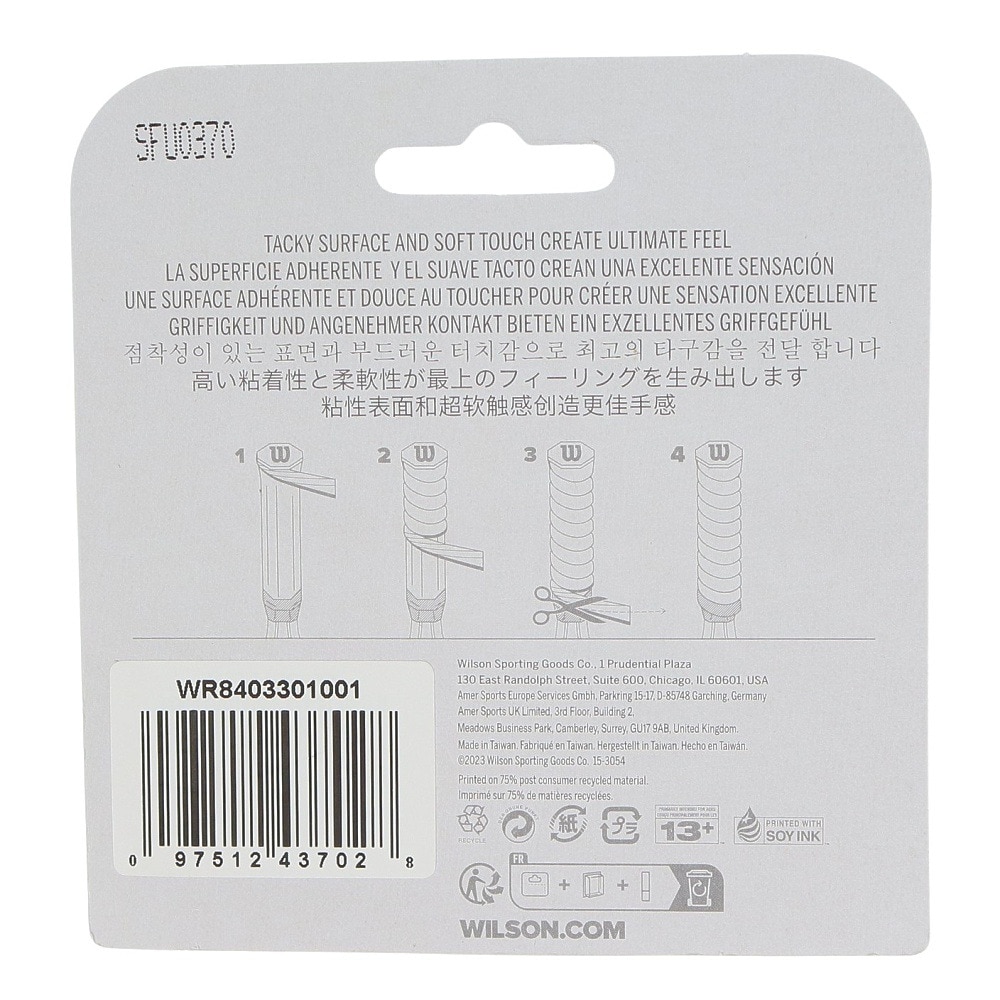 SFU0370
TACKY SURFACE AND SOFT TOUCH CREATE ULTIMATE FEEL
LA SUPERFICIE ADHERENTE Y EL SUAVE TACTO CREAN UNA EXCELENTE SENSACIÓN
UNE SURFACE ADHÉRENTE ET DOUCE AU TOUCHER POUR CRÉER UNE SENSATION EXCELLENTE
GRIFFIGKEIT UND ANGENEHMER KONTAKT BIETEN EIN EXZELLENTES GRIFFGEFÜHL
점착성이 있는 표면과 부드러운 터치감으로 최고의 타구감을 전달 합니다
高い粘着性と柔軟性が最上のフィーリングを生み出します
粘性表面和超软触感创造更佳手感
1 W 2 W 3 W 4 W
WR8403301001
0 97512 43702 8
Wilson Sporting Goods Co., 1 Prudential Plaza
130 East Randolph Street, Suite 600, Chicago, IL 60601, USA
Amer Sports Europe Services Gmbh, Parkring 15-17, D-85748 Garching, Germany
Amer Sports UK Limited, 3rd Floor, Building 2,
Meadows Business Park, Camberley, Surrey, GU17 9AB, United Kingdom.
Made in Taiwan. Fabriqué en Taiwan. Hergestellt in Taiwan. Hecho en Taiwán.
©2023 Wilson Sporting Goods Co. 15-3054
Printed on 75% post consumer recycled material.
Imprimé sur 75% de matières recyclées.
RECYCLE
紙
プラ
13+
PRINTED WITH
SOY INK
FR
+ +
WILSON.COM